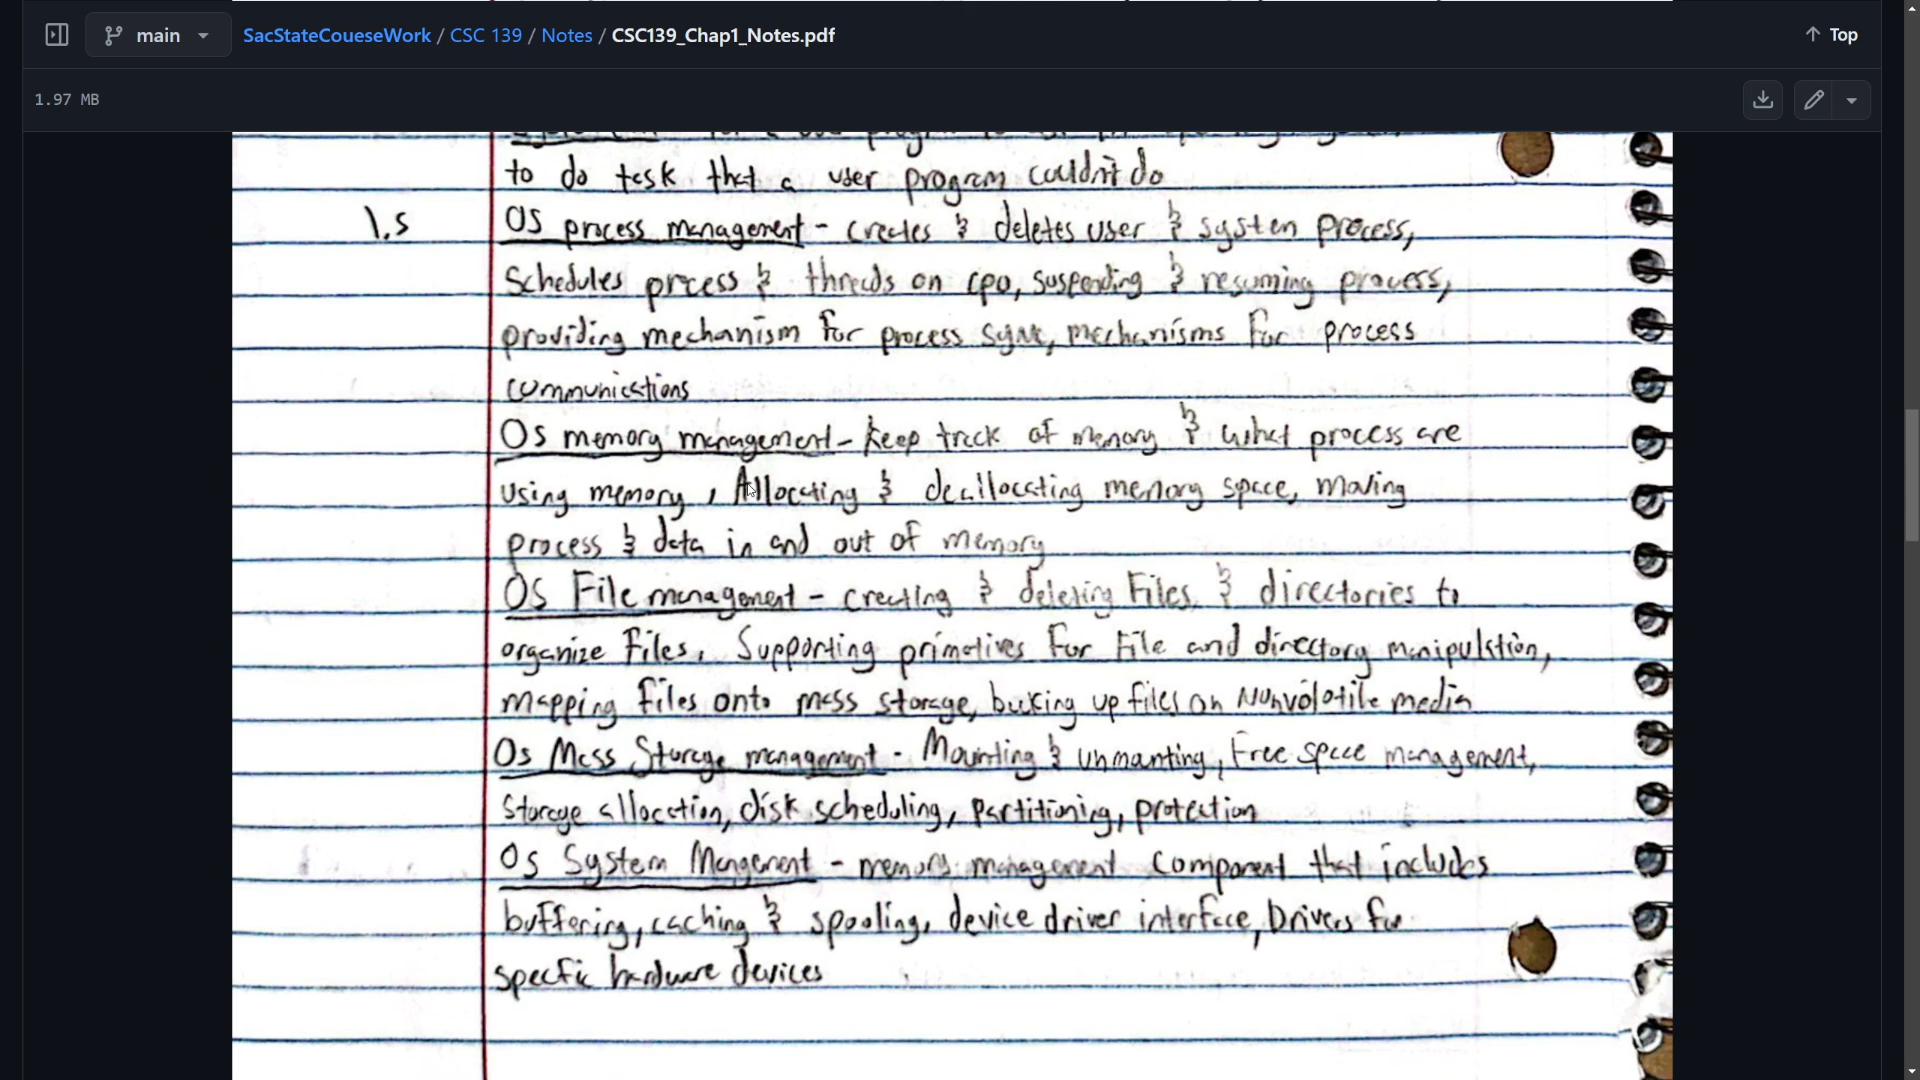 main
SacStateCoueseWork / CSC 139 / Notes / CSC139_Chap1_Notes.pdf
Top
1.97 MB
to do task that a user program couldn't do
1.5 OS process management - creates & deletes user & system process,
Schedules prcess & threads on cpu, suspending & resuming process,
providing mechanism for process sync, mechanisms for process
communications
OS memory management - keep track of memory & what process are
using memory, Allocating & deallocating memory space, moving
process & data in and out of memory
OS File management - creating & deleting Files, & directories to
organize files, Supporting primatives for file and directory manipulation,
mapping files onto mass storage, backing up files on Nonvolatile media
Os Mass Storage management - Mounting & unmounting, Free space management,
storage allocation, disk scheduling, partitioning, protection
Os System Mangement - memory management component that includes
buffering, caching & spooling, device driver interface, Drivers for
specfic hardware devices